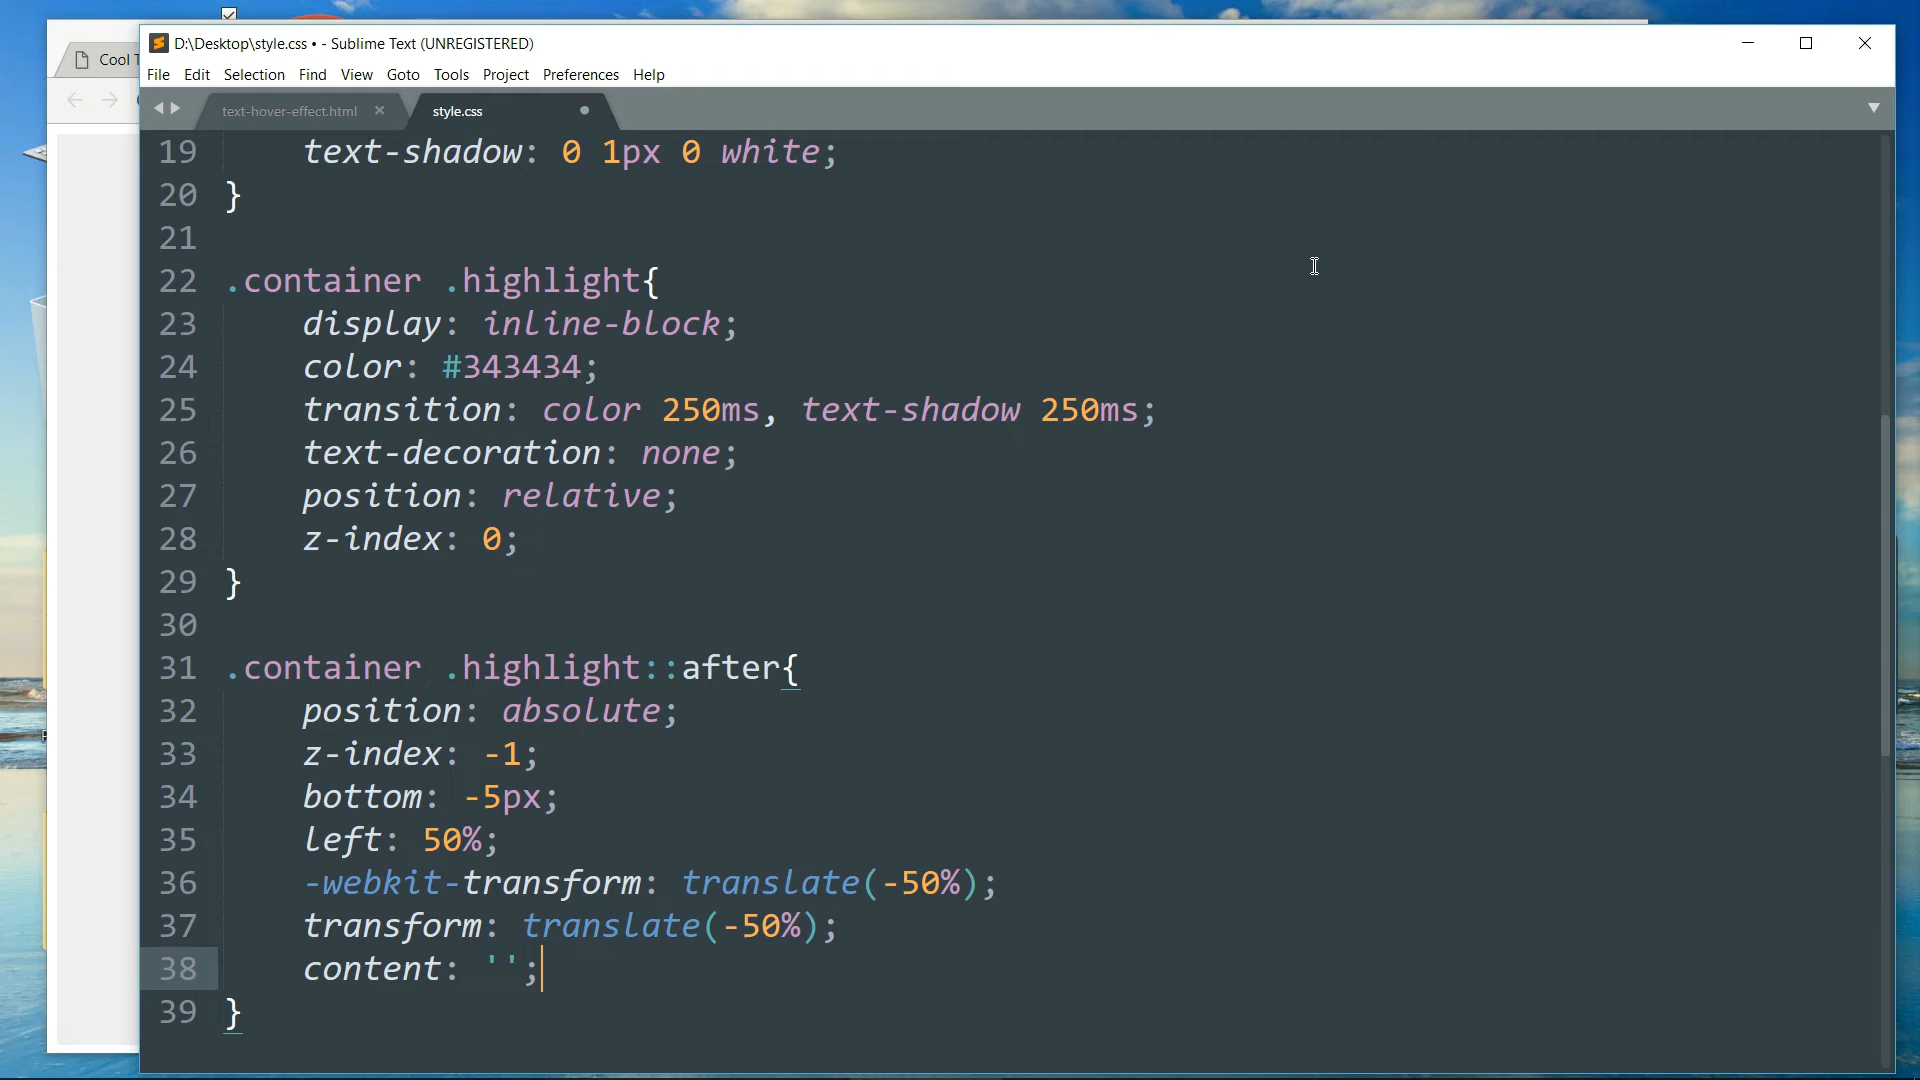 Cool T
D:\Desktop\style.css • - Sublime Text (UNREGISTERED)
File Edit Selection Find View Goto Tools Project Preferences Help
text-hover-effect.html style.css
19 text-shadow: 0 1px 0 white;
20 }
21
22 .container .highlight{
23 display: inline-block;
24 color: #343434;
25 transition: color 250ms, text-shadow 250ms;
26 text-decoration: none;
27 position: relative;
28 z-index: 0;
29 }
30
31 .container .highlight::after{
32 position: absolute;
33 z-index: -1;
34 bottom: -5px;
35 left: 50%;
36 -webkit-transform: translate(-50%);
37 transform: translate(-50%);
38 content: '';
39 }